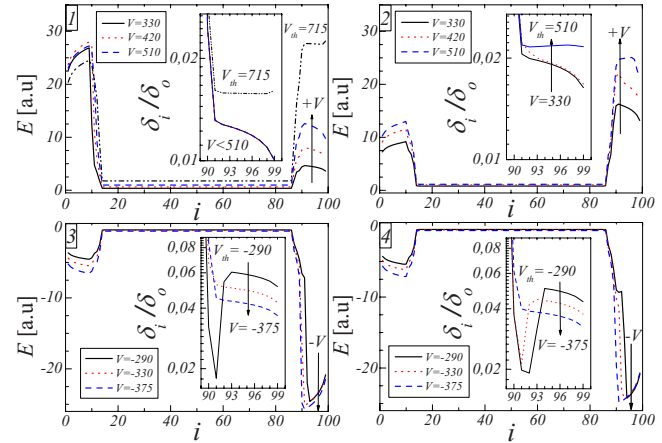 1
V=330
V=420
V=510
V_th=715
V_th=715
V<510
+V
δ_i/δ_o
0,02
0,01
90 93 96 99
E [a.u]
30
20
10
0
0 20 40 60 80 100
i
2
V=330
V=420
V=510
V_th=510
V=330
+V
δ_i/δ_o
0,02
0,01
90 93 96 99
E [a.u]
30
20
10
0
0 20 40 60 80 100
i
3
V_th=-290
V=-375
-V
δ_i/δ_o
0,08
0,06
0,04
0,02
90 93 96 99
V=-290
V=-330
V=-375
E [a.u]
0
-10
-20
0 20 40 60 80 100
i
4
V_th=-290
V=-375
-V
δ_i/δ_o
0,08
0,06
0,04
0,02
90 93 96 99
V=-290
V=-330
V=-375
E [a.u]
0
-10
-20
0 20 40 60 80 100
i